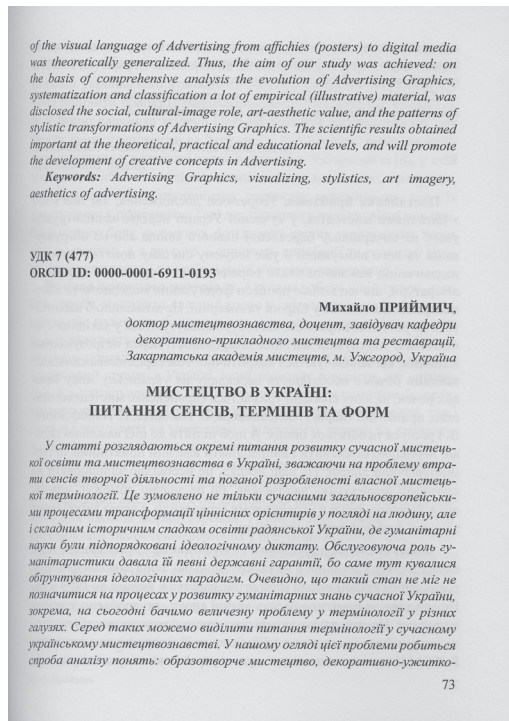 of the visual language of Advertising from affichies (posters) to digital media
was theoretically generalized. Thus, the aim of our study was achieved: on
the basis of comprehensive analysis the evolution of Advertising Graphics,
systematization and classification a lot of empirical (illustrative) material, was
disclosed the social, cultural-image role, art-aesthetic value, and the patterns of
stylistic transformations of Advertising Graphics. The scientific results obtained
important at the theoretical, practical and educational levels, and will promote
the development of creative concepts in Advertising.
Keywords: Advertising Graphics, visualizing, stylistics, art imagery,
aesthetics of advertising.
УДК 7 (477)
ORCID ID: 0000-0001-6911-0193
Михайло ПРИЙМИЧ,
доктор мистецтвознавства, доцент, завідувач кафедри
декоративно-прикладного мистецтва та реставрації,
Закарпатська академія мистецтв, м. Ужгород, Україна
МИСТЕЦТВО В УКРАЇНІ:
ПИТАННЯ СЕНСІВ, ТЕРМІНІВ ТА ФОРМ
У статті розглядаються окремі питання розвитку сучасної мистець-
кої освіти та мистецтвознавства в Україні, зважаючи на проблему втра-
ти сенсів творчої діяльності та поганої розробленості власної мистець-
кої термінології. Це зумовлено не тільки сучасними загальноєвропейськи-
ми процесами трансформації ціннісних орієнтирів у погляді на людину, але
і складним історичним спадком освіти радянської України, де гуманітарні
науки були підпорядковані ідеологічному диктату. Обслуговуюча роль гу-
манітаристики давала їй певні державні гарантії, бо саме тут кувалися
обґрунтування ідеологічних парадигм. Очевидно, що такий стан не міг не
позначитися на процесах у розвитку гуманітарних знань сучасної України,
зокрема, на сьогодні бачимо величезну проблему у термінології у різних
галузях. Серед таких можемо виділити питання термінології у сучасному
українському мистецтвознавстві. У нашому огляді цієї проблеми робиться
спроба аналізу понять: образотворче мистецтво, декоративно-ужитко-
73